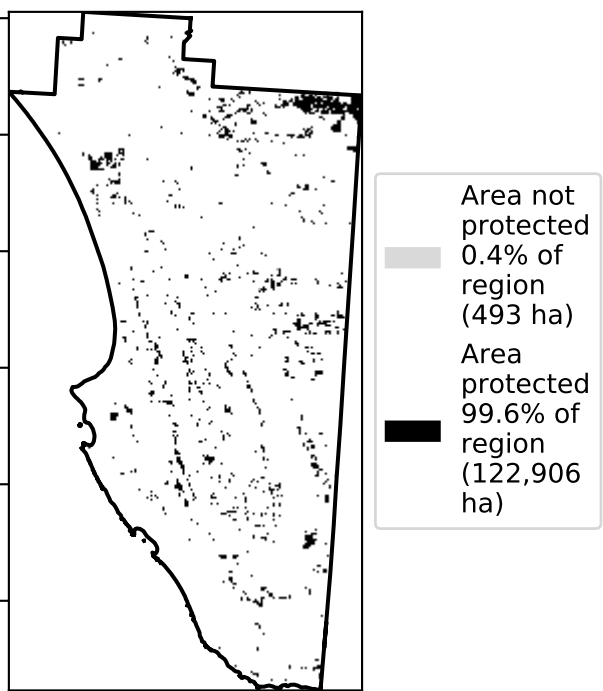 Area not
protected
0.4% of
region
(493 ha)
Area
protected
99.6% of
region
(122,906
ha)